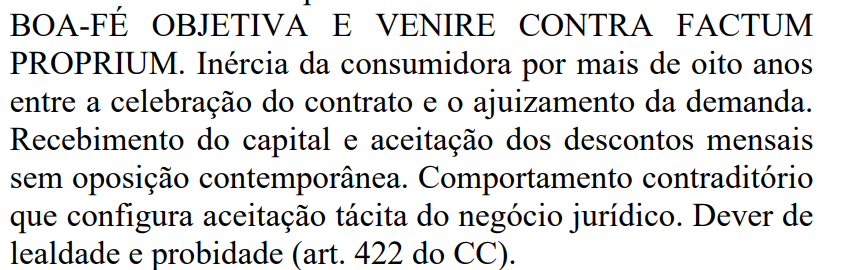 BOA-FÉ OBJETIVA E VENIRE CONTRA FACTUM
PROPRIUM. Inércia da consumidora por mais de oito anos
entre a celebração do contrato e o ajuizamento da demanda.
Recebimento do capital e aceitação dos descontos mensais
sem oposição contemporânea. Comportamento contraditório
que configura aceitação tácita do negócio jurídico. Dever de
lealdade e probidade (art. 422 do CC).